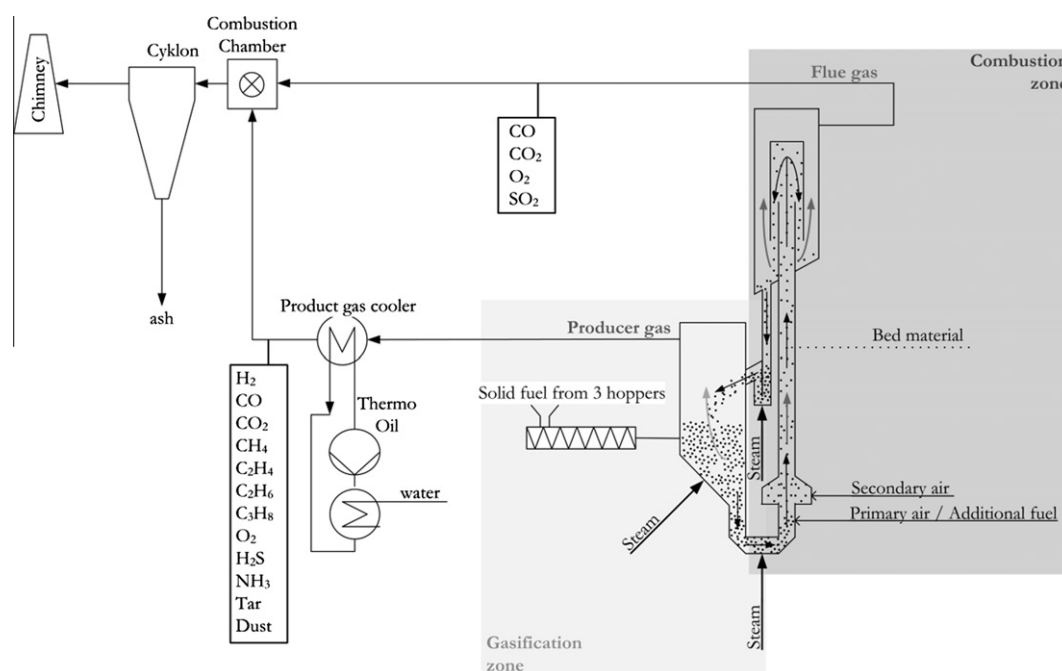 Combustion
Chamber
Cyklon
Chimney
ash
Flue gas
Combustion
zone
CO
CO₂
O₂
SO₂
Product gas cooler
Producer gas
Bed material
Solid fuel from 3 hoppers
Thermo
Oil
water
H₂
CO
CO₂
CH₄
C₂H₄
C₂H₆
C₃H₈
O₂
H₂S
NH₃
Tar
Dust
Steam
Steam
Steam
Secondary air
Primary air / Additional fuel
Gasification
zone